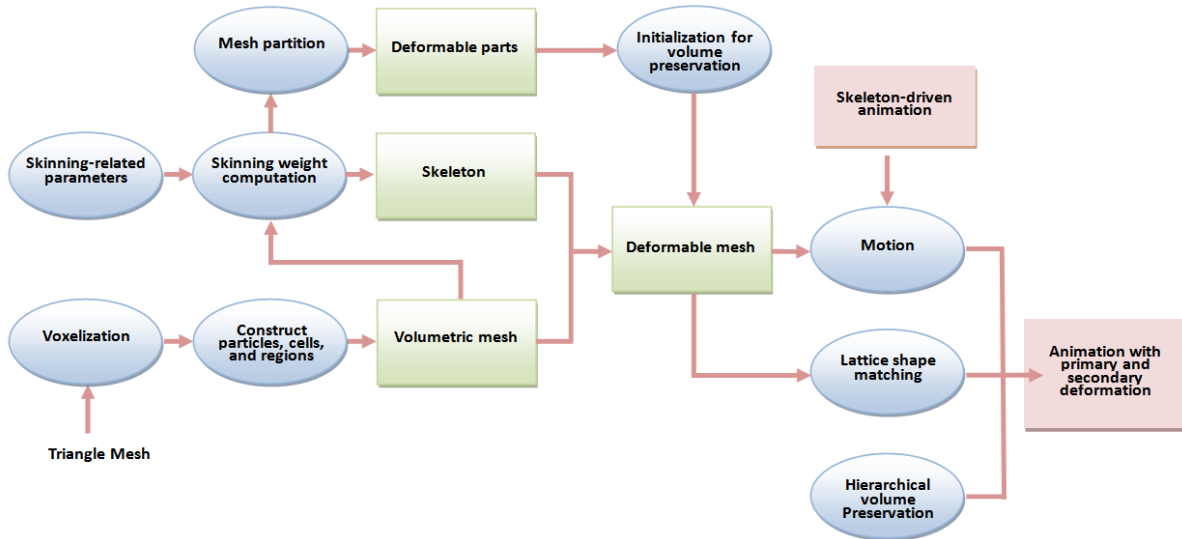 Mesh partition
Deformable parts
Initialization for
volume
preservation
Skeleton-driven
animation
Skinning-related
parameters
Skinning weight
computation
Skeleton
Deformable mesh
Motion
Voxelization
Construct
particles, cells,
and regions
Volumetric mesh
Lattice shape
matching
Animation with
primary and
secondary
deformation
Triangle Mesh
Hierarchical
volume
Preservation